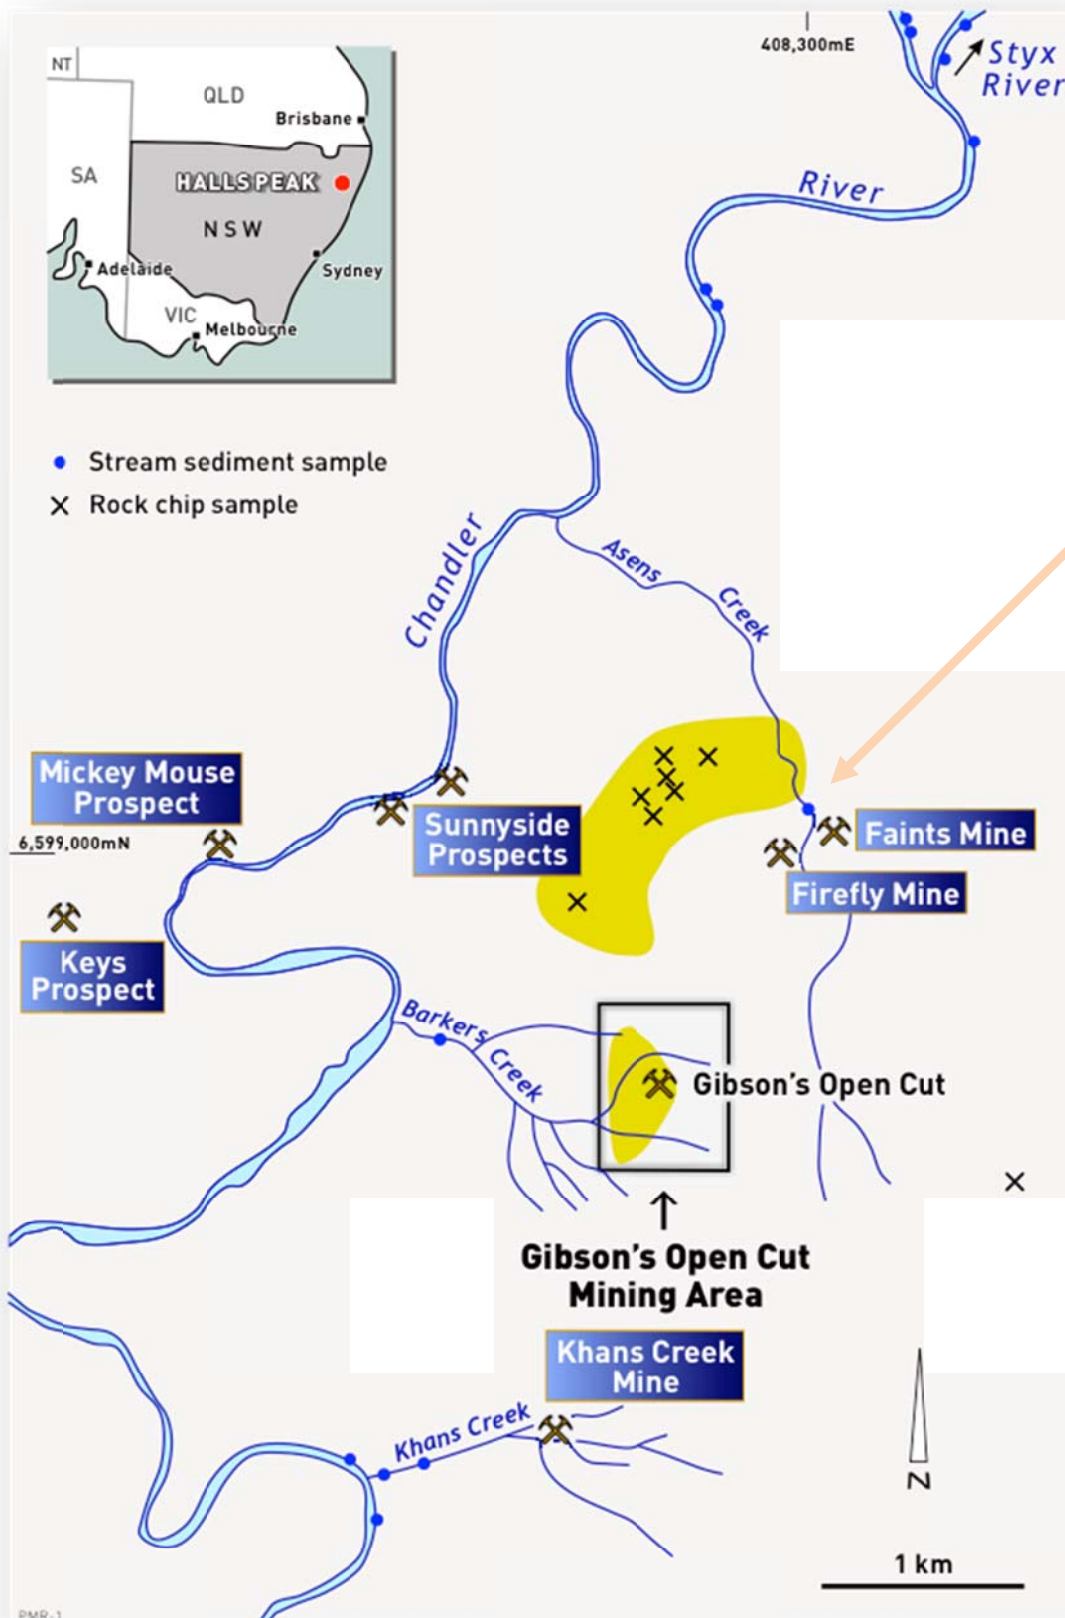 408,300mE
Styx
River
NT
QLD
Brisbane
SA
HALLS PEAK
NSW
Adelaide
Sydney
VIC
Melbourne
River
Stream sediment sample
Rock chip sample
Chandler
Asens
Creek
Mickey Mouse
Prospect
Sunnyside
Prospects
6,599,000mN
Faints Mine
Firefly Mine
Keys
Prospect
Barkers
Creek
Gibson's Open Cut
Gibson's Open Cut
Mining Area
Khans Creek
Mine
Khans Creek
N
1 km
PMR-1